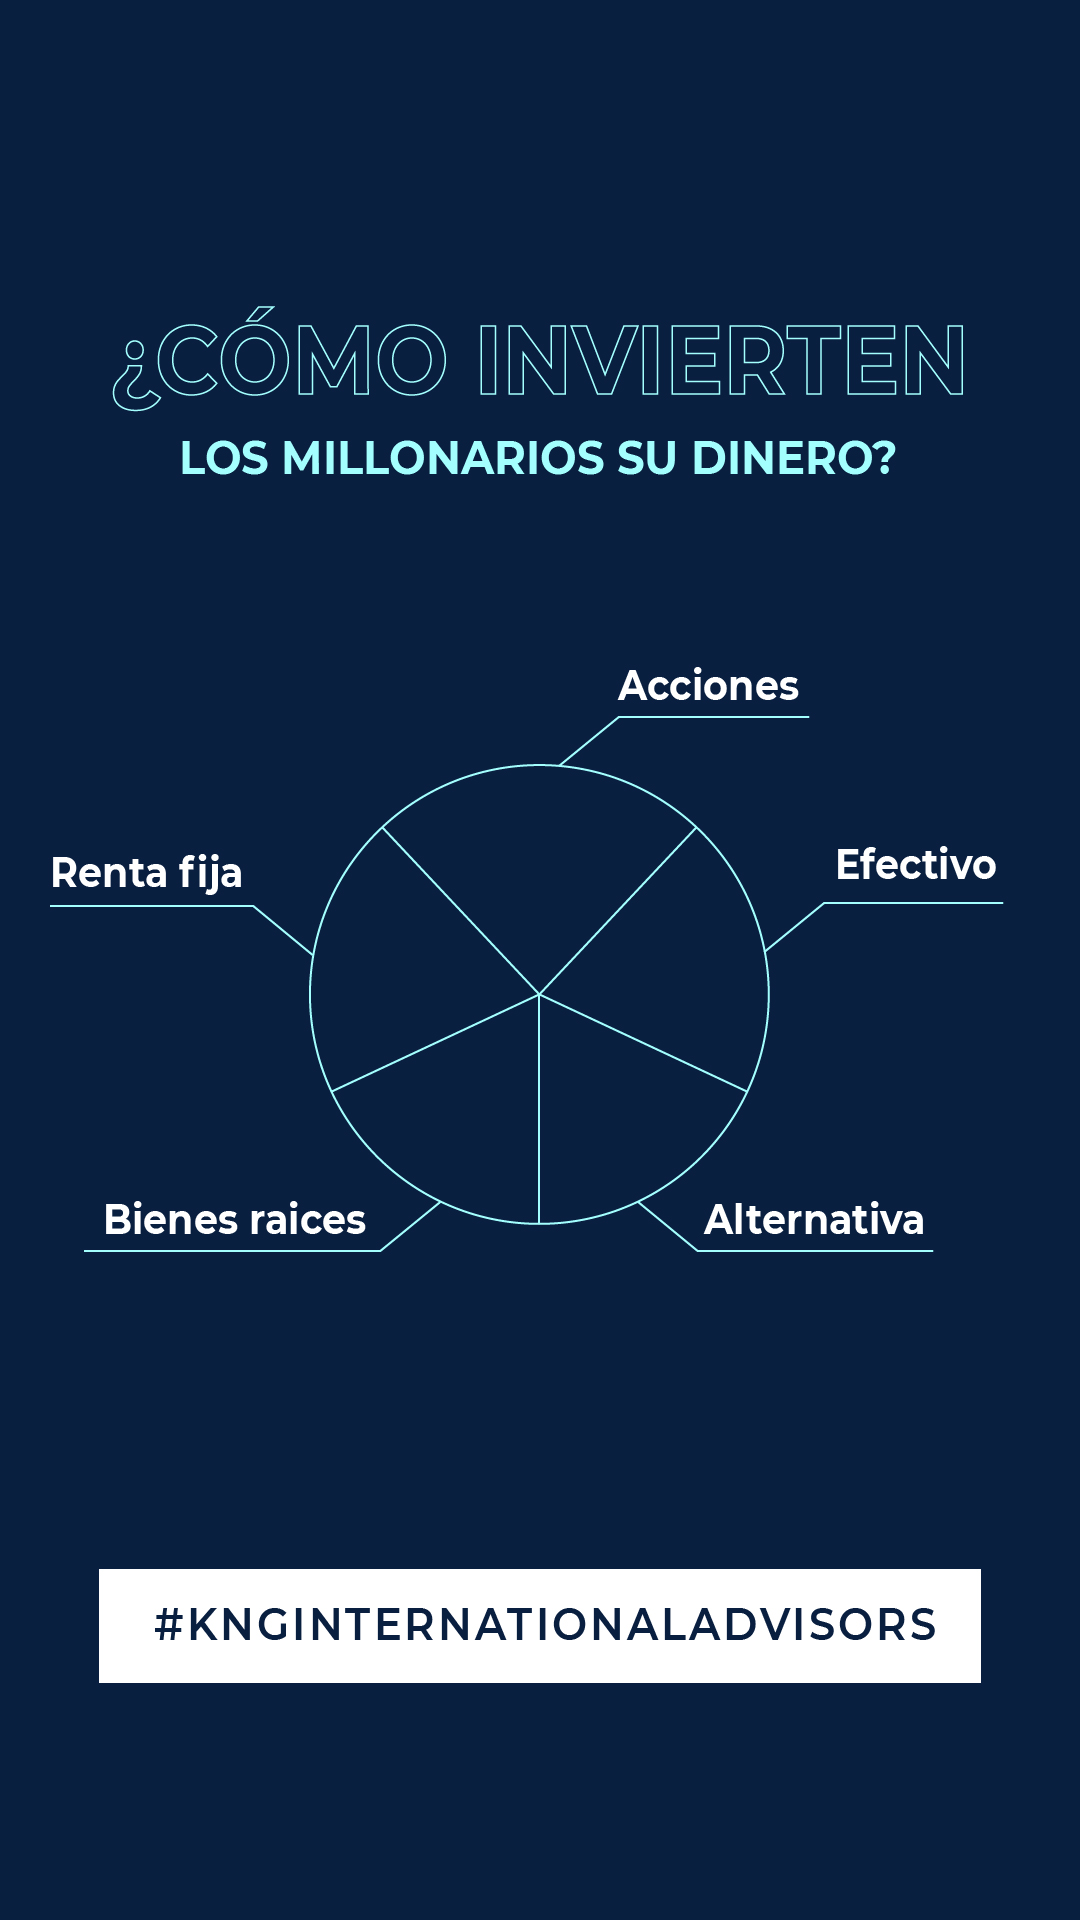 ¿CÓMO INVIERTEN
LOS MILLONARIOS SU DINERO?
Acciones
Efectivo
Renta fija
Bienes raices
Alternativa
#KNGINTERNATIONALADVISORS